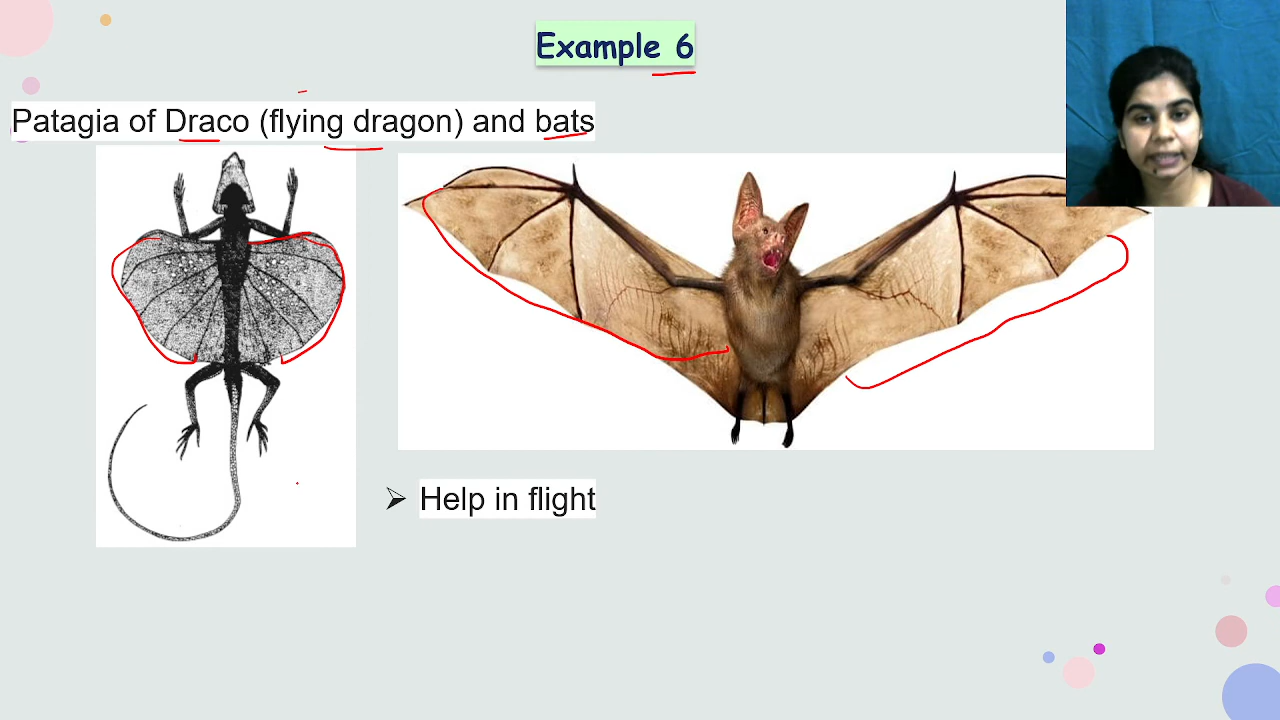 Example 6
Patagia of Draco (flying dragon) and bats
➢ Help in flight